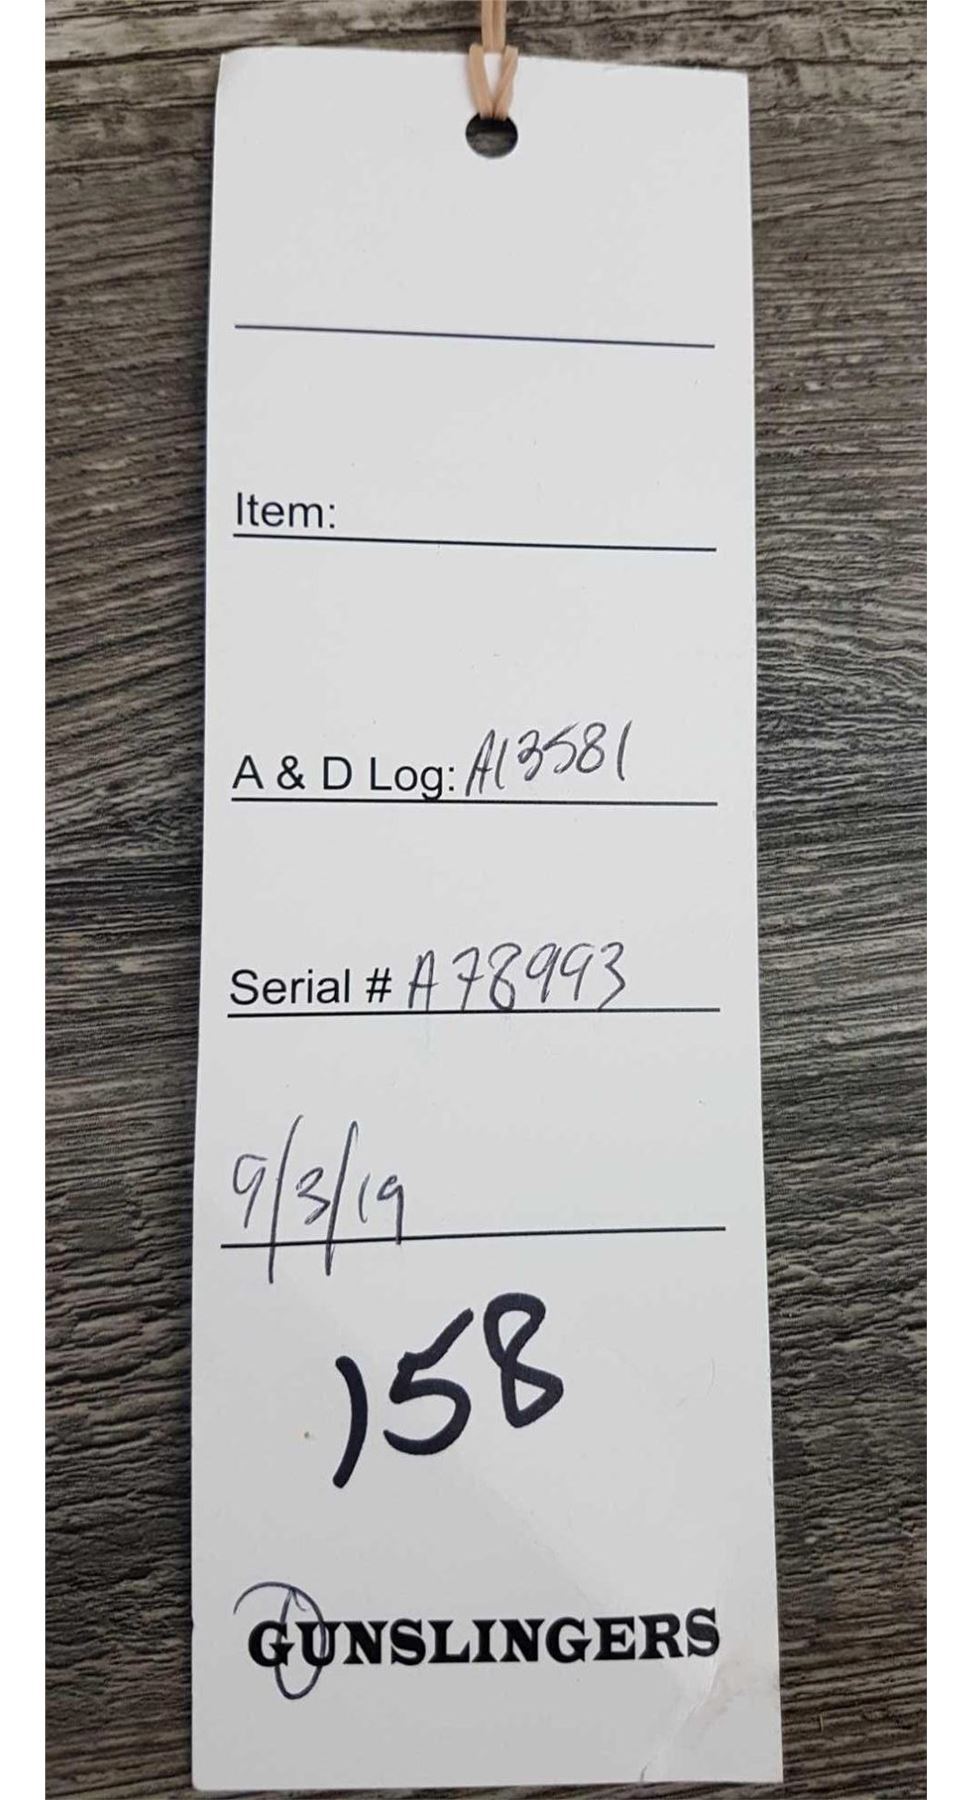 Item:
A & D Log: A13581
Serial # A78993
9/3/19
158
GUNSLINGERS